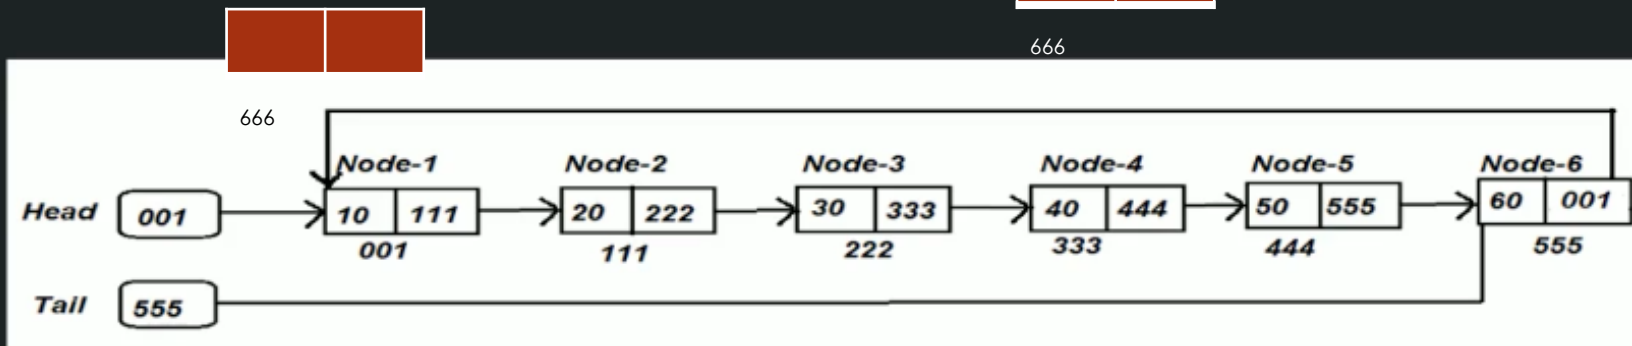 666
666
Node-1 Node-2 Node-3 Node-4 Node-5 Node-6
Head 001 10 111 20 222 30 333 40 444 50 555 60 001
001 111 222 333 444 555
Tail 555